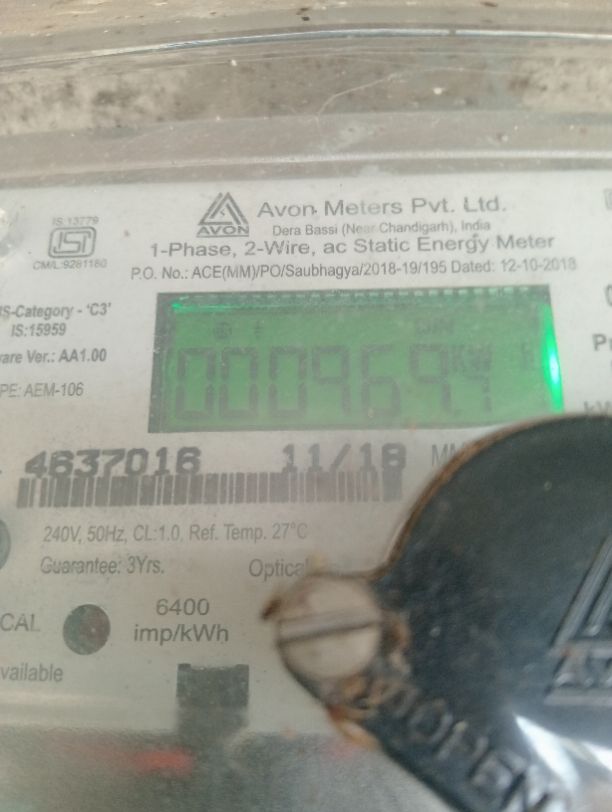 IS 13779
CM/L:9281180
AVON
Avon Meters Pvt. Ltd.
Dera Bassi (Near Chandigarh), India
1-Phase, 2-Wire, ac Static Energy Meter
P.O. No.: ACE(MM)/PO/Saubhagya/2018-19/195 Dated: 12-10-2018
S-Category - 'C3'
IS:15959
are Ver.: AA1.00
PE: AEM-106
KW
4637016 11/18
240V, 50Hz, CL:1.0, Ref. Temp. 27°C
Guarantee: 3Yrs.
Optical
CAL
6400
imp/kWh
vailable
OPEN